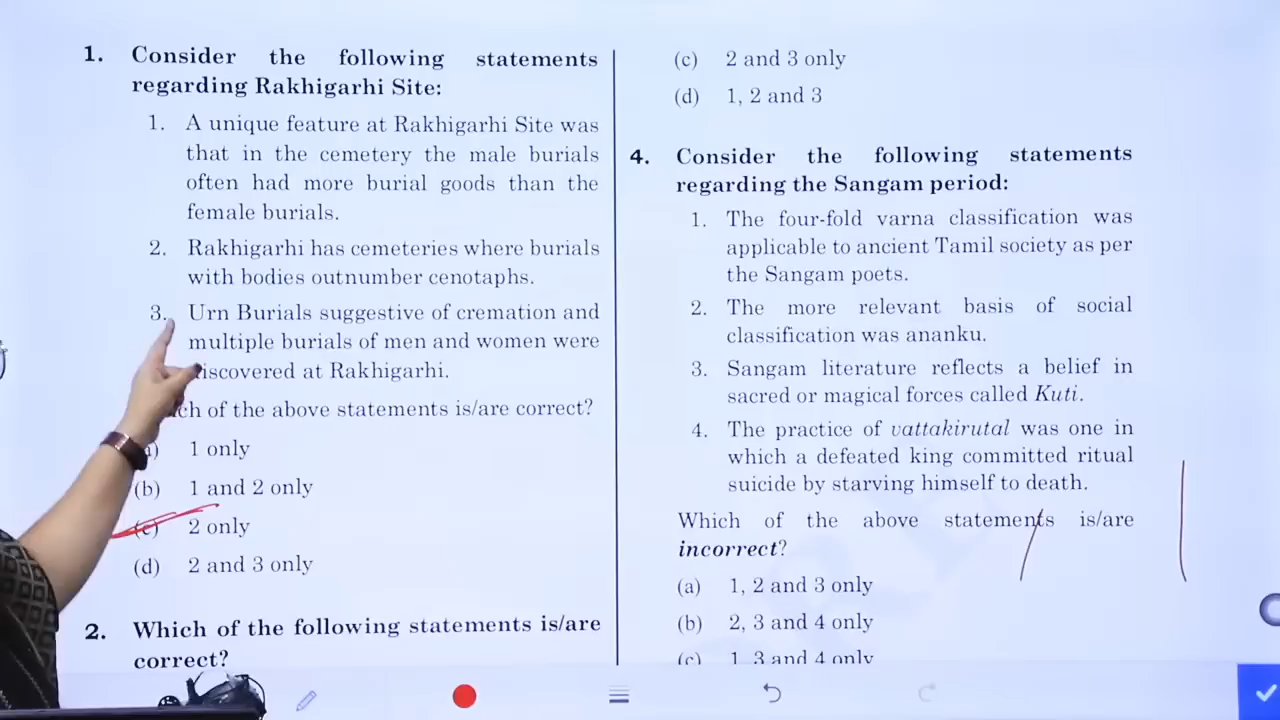 1. Consider the following statements
regarding Rakhigarhi Site:
1. A unique feature at Rakhigarhi Site was
that in the cemetery the male burials
often had more burial goods than the
female burials.
2. Rakhigarhi has cemeteries where burials
with bodies outnumber cenotaphs.
3. Urn Burials suggestive of cremation and
multiple burials of men and women were
iscovered at Rakhigarhi.
ch of the above statements is/are correct?
) 1 only
(b) 1 and 2 only
(c) 2 only
(d) 2 and 3 only
2. Which of the following statements is/are
correct?
(c) 2 and 3 only
(d) 1, 2 and 3
4. Consider the following statements
regarding the Sangam period:
1. The four-fold varna classification was
applicable to ancient Tamil society as per
the Sangam poets.
2. The more relevant basis of social
classification was ananku.
3. Sangam literature reflects a belief in
sacred or magical forces called Kuti.
4. The practice of vattakirutal was one in
which a defeated king committed ritual
suicide by starving himself to death.
Which of the above statements is/are
incorrect?
(a) 1, 2 and 3 only
(b) 2, 3 and 4 only
(c) 1, 3 and 4 only